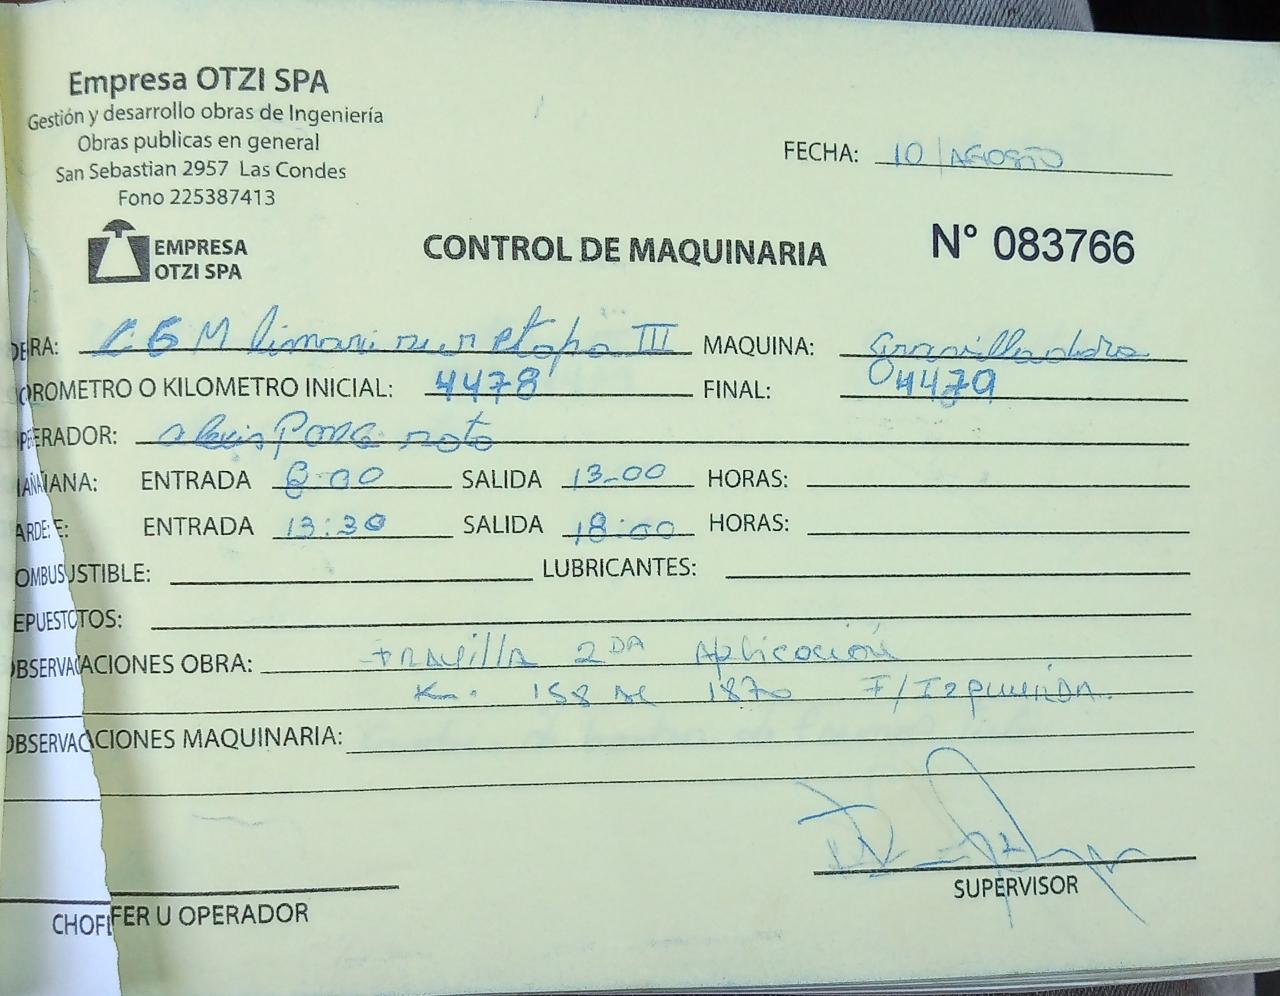 Empresa OTZI SPA
Gestión y desarrollo obras de Ingeniería
Obras publicas en general
San Sebastian 2957 Las Condes
Fono 225387413
FECHA: 10 / AGOSTO
EMPRESA
OTZI SPA
CONTROL DE MAQUINARIA
N° 083766
OBRA: C G M limari sur etapa III MAQUINA: Gravilladora
HOROMETRO O KILOMETRO INICIAL: 4478 FINAL: 4479
OPERADOR: alexis soto
MAÑANA: ENTRADA 8:00 SALIDA 13-00 HORAS:
TARDE: ENTRADA 13:30 SALIDA 18:00 HORAS:
COMBUSTIBLE: LUBRICANTES:
REPUESTOS:
OBSERVACIONES OBRA: GRAVILLA 2DA Aplicación
Km. 158 AL 1870 F/IZQUIERDA.
OBSERVACIONES MAQUINARIA:
SUPERVISOR
CHOFER U OPERADOR